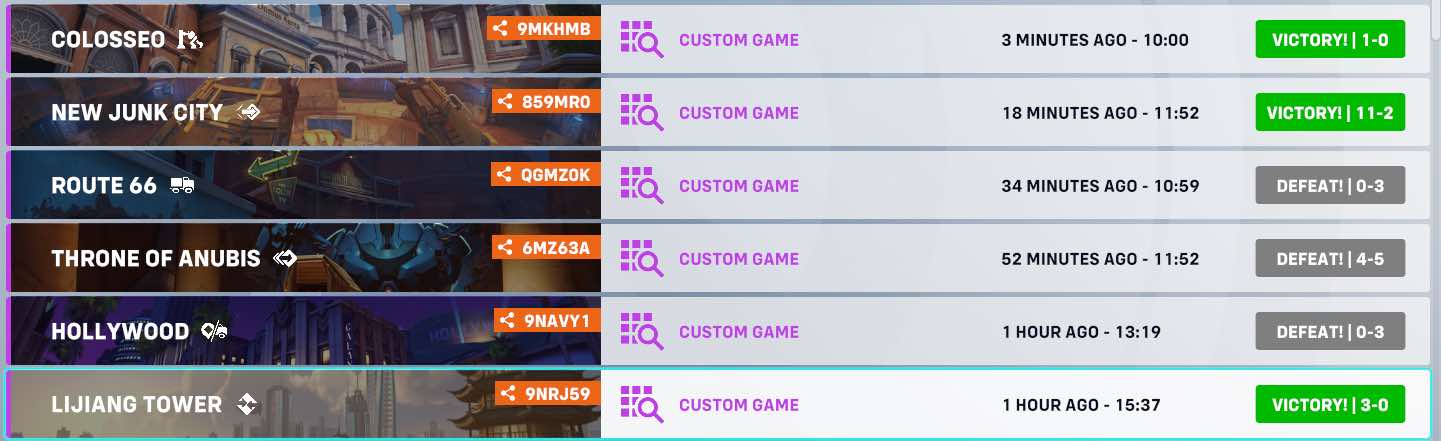 COLOSSEO 9MKHMB CUSTOM GAME 3 MINUTES AGO - 10:00 VICTORY! | 1-0
NEW JUNK CITY 859MR0 CUSTOM GAME 18 MINUTES AGO - 11:52 VICTORY! | 11-2
ROUTE 66 QGMZ0K CUSTOM GAME 34 MINUTES AGO - 10:59 DEFEAT! | 0-3
THRONE OF ANUBIS 6MZ63A CUSTOM GAME 52 MINUTES AGO - 11:52 DEFEAT! | 4-5
HOLLYWOOD 9NAVY1 CUSTOM GAME 1 HOUR AGO - 13:19 DEFEAT! | 0-3
LIJIANG TOWER 9NRJ59 CUSTOM GAME 1 HOUR AGO - 15:37 VICTORY! | 3-0